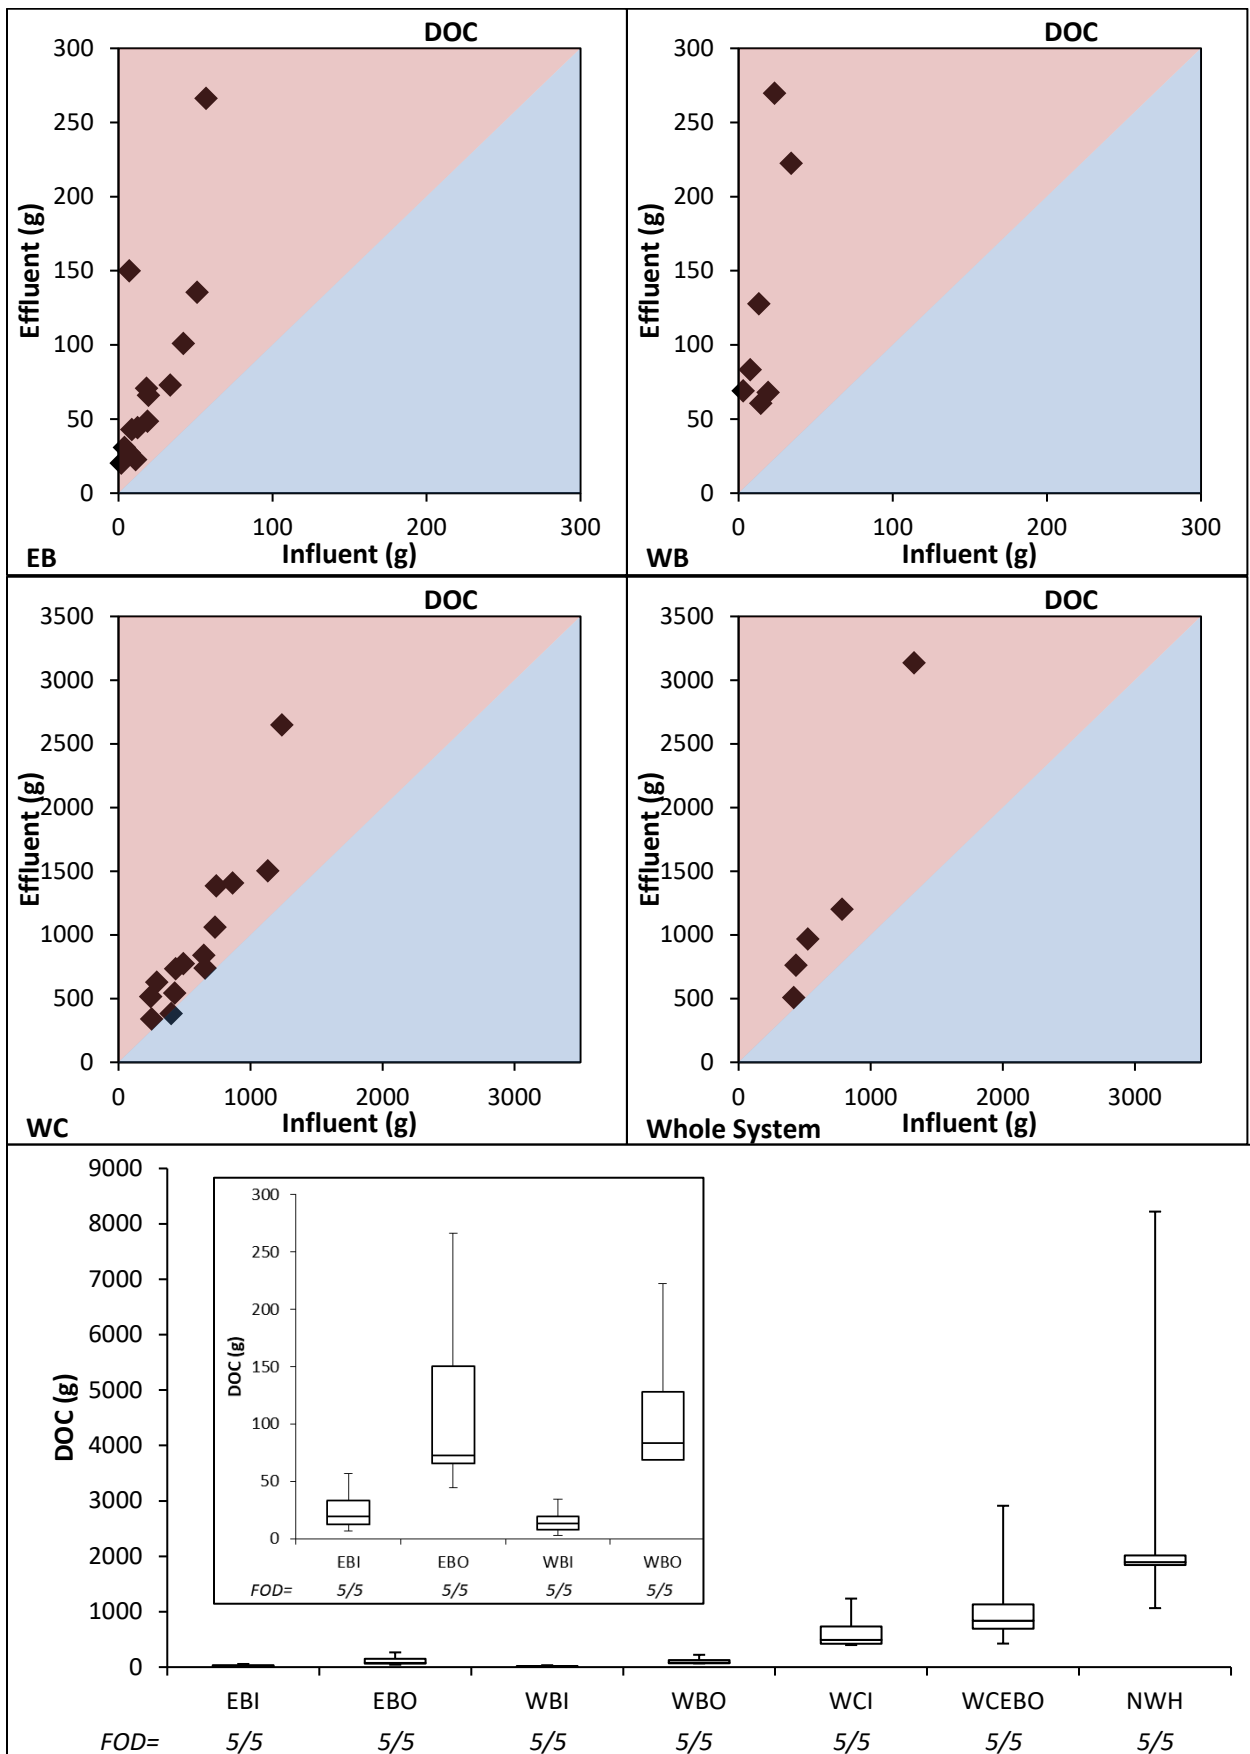 DOC
300
250
200
150
100
50
0
Effluent (g)
0 100 200 300
Influent (g)
EB
DOC
300
250
200
150
100
50
0
Effluent (g)
0 100 200 300
Influent (g)
WB
DOC
3500
3000
2500
2000
1500
1000
500
0
Effluent (g)
0 1000 2000 3000
Influent (g)
WC
DOC
3500
3000
2500
2000
1500
1000
500
0
Effluent (g)
0 1000 2000 3000
Influent (g)
Whole System
9000
8000
7000
6000
5000
4000
3000
2000
1000
0
DOC (g)
300
250
200
150
100
50
0
DOC (g)
EBI EBO WBI WBO
FOD= 5/5 5/5 5/5 5/5
EBI EBO WBI WBO WCI WCEBO NWH
FOD= 5/5 5/5 5/5 5/5 5/5 5/5 5/5